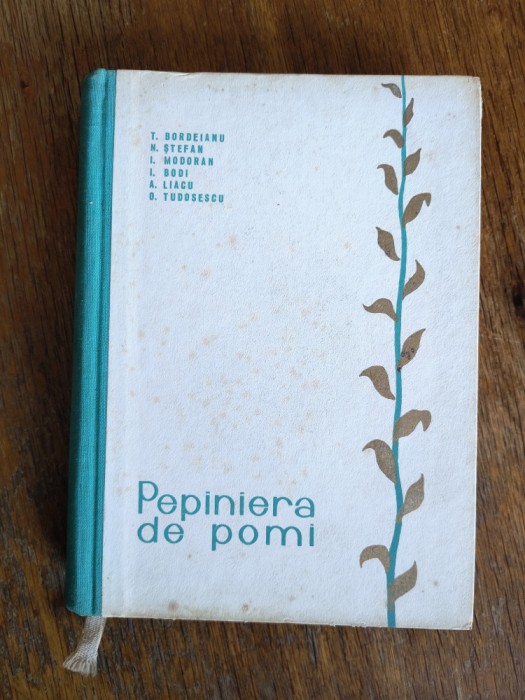 T. BORDEIANU
N. ŞTEFAN
I. MODORAN
I. BODI
A. LIACU
O. TUDOSESCU
Pepiniera
de pomi